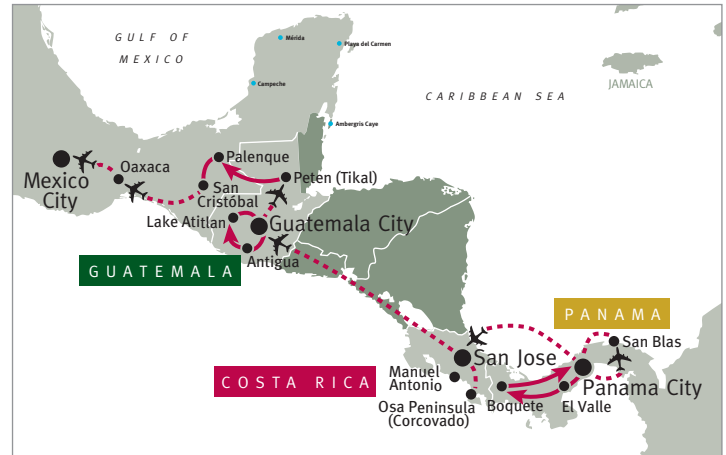 GULF OF
MEXICO
Mérida
Playa del Carmen
Campeche
CARIBBEAN SEA
JAMAICA
Ambergris Caye
Mexico
City
Oaxaca
Palenque
San
Cristóbal
Petén (Tikal)
Lake Atitlan
Guatemala City
Antigua
GUATEMALA
PANAMA
San Blas
San Jose
COSTA RICA
Manuel
Antonio
Osa Peninsula
(Corcovado)
Boquete
El Valle
Panama City